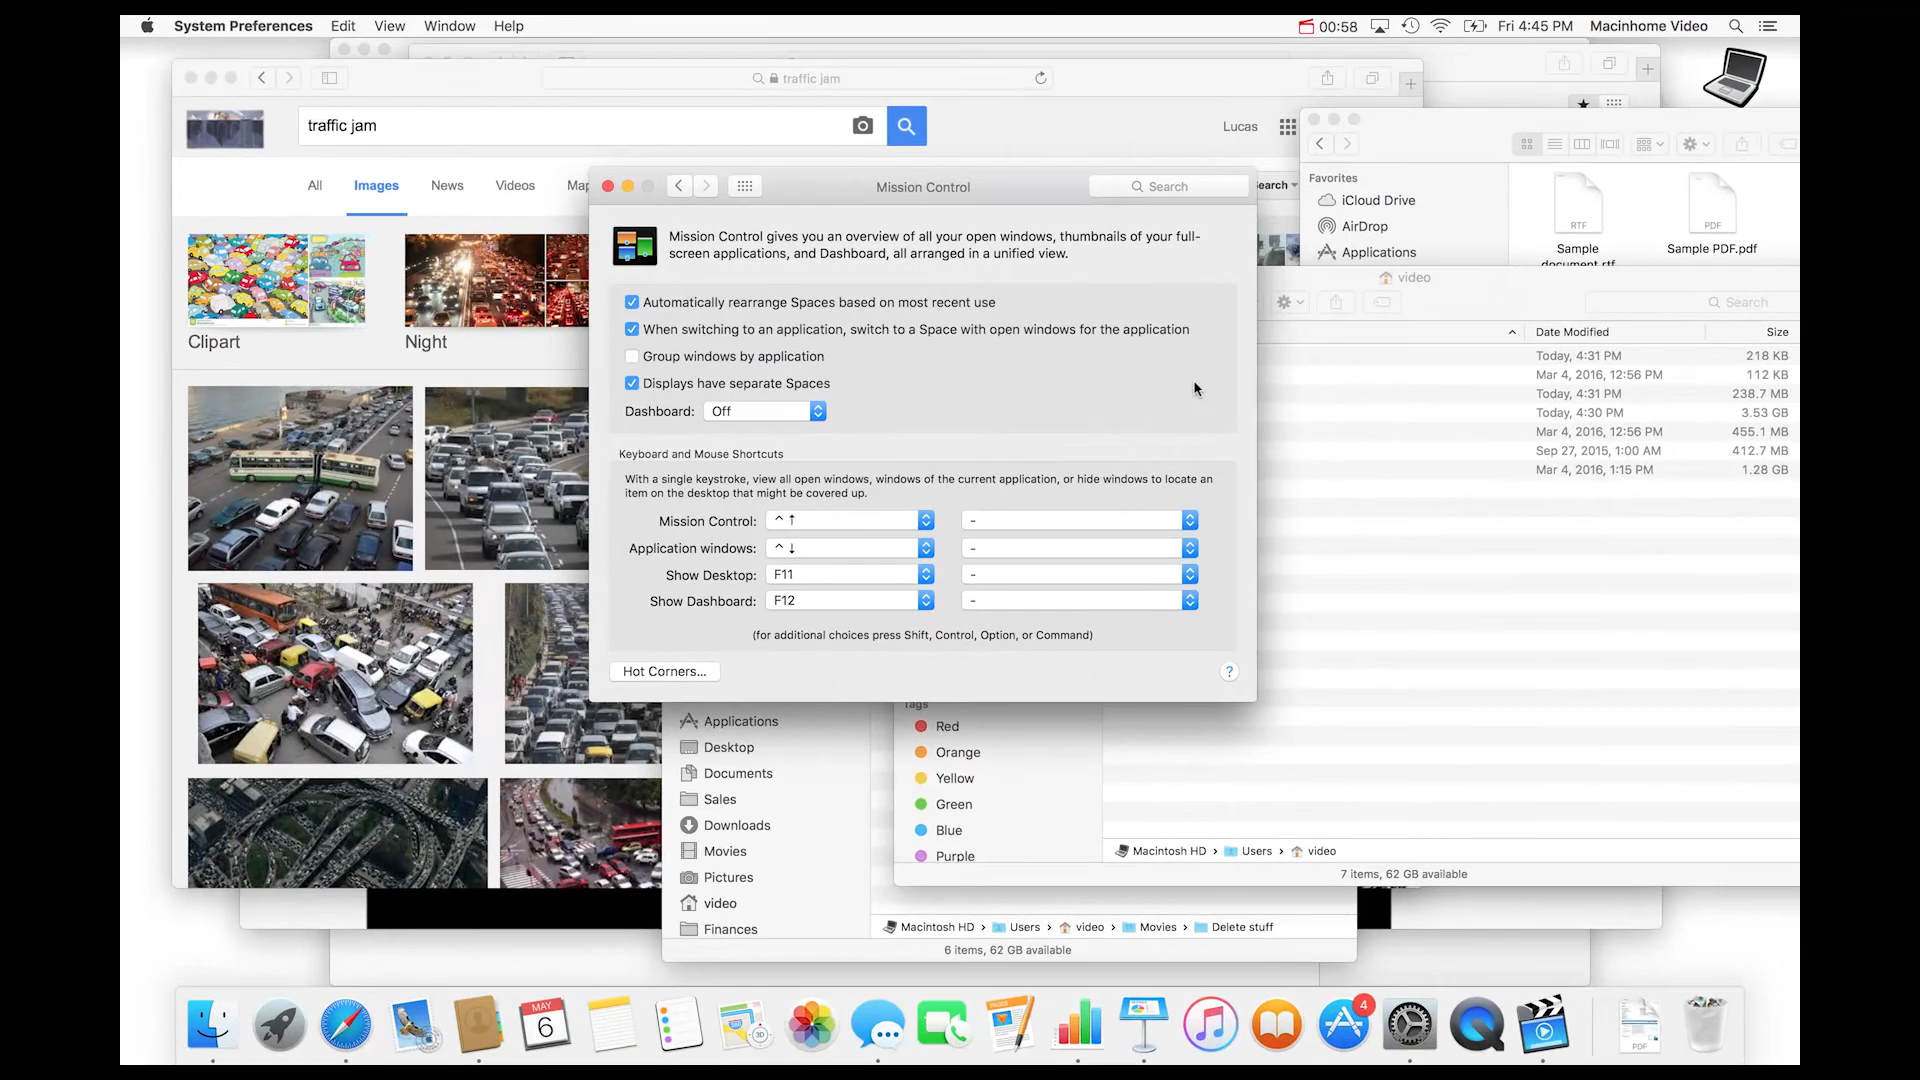 System Preferences Edit View Window Help
00:58 Fri 4:45 PM Macinhome Video
traffic jam
traffic jam
Lucas
All Images News Videos
Clipart
Night
Mission Control
Search
Mission Control gives you an overview of all your open windows, thumbnails of your full-
screen applications, and Dashboard, all arranged in a unified view.
Automatically rearrange Spaces based on most recent use
When switching to an application, switch to a Space with open windows for the application
Group windows by application
Displays have separate Spaces
Dashboard: Off
Keyboard and Mouse Shortcuts
With a single keystroke, view all open windows, windows of the current application, or hide windows to locate an
item on the desktop that might be covered up.
Mission Control: ^ ↑ -
Application windows: ^ ↓ -
Show Desktop: F11 -
Show Dashboard: F12 -
(for additional choices press Shift, Control, Option, or Command)
Hot Corners...
?
Favorites
iCloud Drive
AirDrop
Applications
RTF
Sample
document.rtf
PDF
Sample PDF.pdf
video
Search
Date Modified Size
Today, 4:31 PM 218 KB
Mar 4, 2016, 12:56 PM 112 KB
Today, 4:31 PM 238.7 MB
Today, 4:30 PM 3.53 GB
Mar 4, 2016, 12:56 PM 455.1 MB
Sep 27, 2015, 1:00 AM 412.7 MB
Mar 4, 2016, 1:15 PM 1.28 GB
Applications
Desktop
Documents
Sales
Downloads
Movies
Pictures
video
Finances
Tags
Red
Orange
Yellow
Green
Blue
Purple
Macintosh HD › Users › video
7 items, 62 GB available
Macintosh HD › Users › video › Movies › Delete stuff
6 items, 62 GB available
MAY
6
3D
PAGES
4
PDF